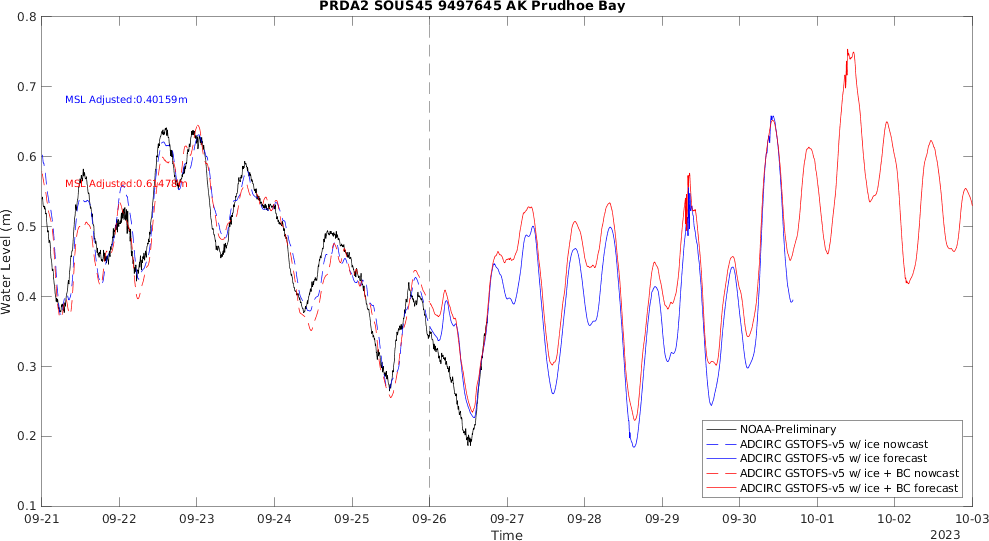 PRDA2 SOUS45 9497645 AK Prudhoe Bay
0.8
0.7
0.6
0.5
0.4
0.3
0.2
0.1
Water Level (m)
MSL Adjusted:0.40159m
MSL Adjusted:0.61478m
NOAA-Preliminary
ADCIRC GSTOFS-v5 w/ ice nowcast
ADCIRC GSTOFS-v5 w/ ice forecast
ADCIRC GSTOFS-v5 w/ ice + BC nowcast
ADCIRC GSTOFS-v5 w/ ice + BC forecast
09-21 09-22 09-23 09-24 09-25 09-26 09-27 09-28 09-29 09-30 10-01 10-02 10-03
Time
2023